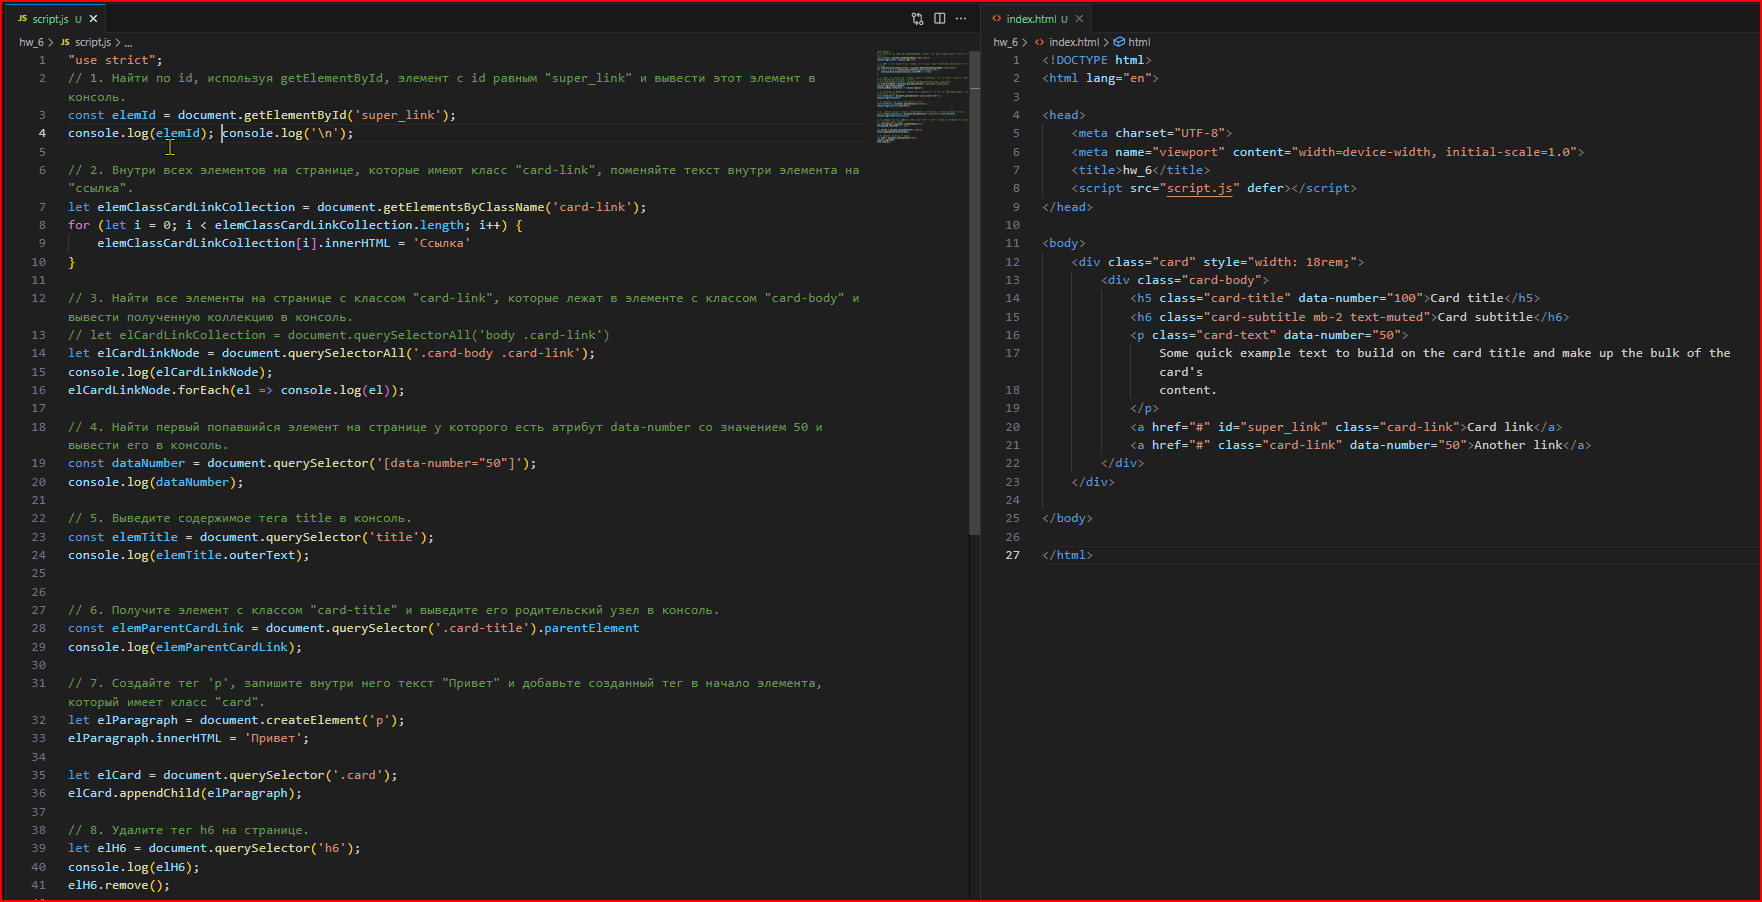 JS script.js U ×
hw_6 > JS script.js > ...
1 "use strict";
2 // 1. Найти по id, используя getElementById, элемент с id равным "super_link" и вывести этот элемент в
консоль.
3 const elemId = document.getElementById('super_link');
4 console.log(elemId); console.log('\n');
5
6 // 2. Внутри всех элементов на странице, которые имеют класс "card-link", поменяйте текст внутри элемента на
"ссылка".
7 let elemClassCardLinkCollection = document.getElementsByClassName('card-link');
8 for (let i = 0; i < elemClassCardLinkCollection.length; i++) {
9 elemClassCardLinkCollection[i].innerHTML = 'Ссылка'
10 }
11
12 // 3. Найти все элементы на странице с классом "card-link", которые лежат в элементе с классом "card-body" и
вывести полученную коллекцию в консоль.
13 // let elCardLinkCollection = document.querySelectorAll('body .card-link')
14 let elCardLinkNode = document.querySelectorAll('.card-body .card-link');
15 console.log(elCardLinkNode);
16 elCardLinkNode.forEach(el => console.log(el));
17
18 // 4. Найти первый попавшийся элемент на странице у которого есть атрибут data-number со значением 50 и
вывести его в консоль.
19 const dataNumber = document.querySelector('[data-number="50"]');
20 console.log(dataNumber);
21
22 // 5. Выведите содержимое тега title в консоль.
23 const elemTitle = document.querySelector('title');
24 console.log(elemTitle.outerText);
25
26
27 // 6. Получите элемент с классом "card-title" и выведите его родительский узел в консоль.
28 const elemParentCardLink = document.querySelector('.card-title').parentElement
29 console.log(elemParentCardLink);
30
31 // 7. Создайте тег 'p', запишите внутри него текст "Привет" и добавьте созданный тег в начало элемента,
который имеет класс "card".
32 let elParagraph = document.createElement('p');
33 elParagraph.innerHTML = 'Привет';
34
35 let elCard = document.querySelector('.card');
36 elCard.appendChild(elParagraph);
37
38 // 8. Удалите тег h6 на странице.
39 let elH6 = document.querySelector('h6');
40 console.log(elH6);
41 elH6.remove();
<> index.html U ×
hw_6 > <> index.html > html
1 <!DOCTYPE html>
2 <html lang="en">
3
4 <head>
5 <meta charset="UTF-8">
6 <meta name="viewport" content="width=device-width, initial-scale=1.0">
7 <title>hw_6</title>
8 <script src="script.js" defer></script>
9 </head>
10
11 <body>
12 <div class="card" style="width: 18rem;">
13 <div class="card-body">
14 <h5 class="card-title" data-number="100">Card title</h5>
15 <h6 class="card-subtitle mb-2 text-muted">Card subtitle</h6>
16 <p class="card-text" data-number="50">
17 Some quick example text to build on the card title and make up the bulk of the
card's
18 content.
19 </p>
20 <a href="#" id="super_link" class="card-link">Card link</a>
21 <a href="#" class="card-link" data-number="50">Another link</a>
22 </div>
23 </div>
24
25 </body>
26
27 </html>